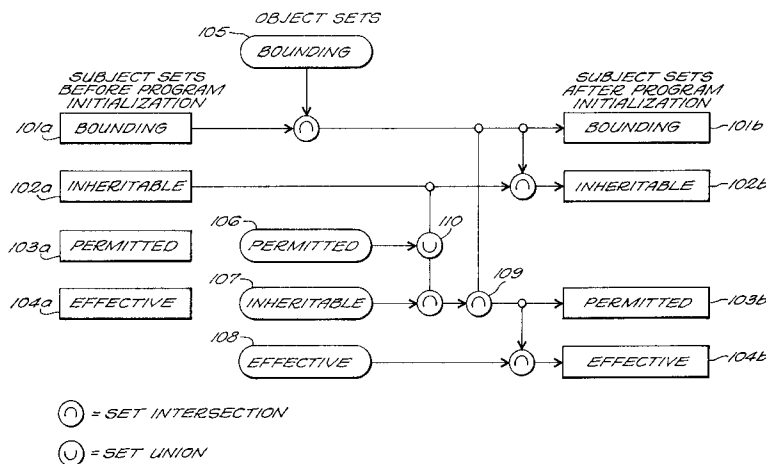 OBJECT SETS
105
BOUNDING
SUBJECT SETS
BEFORE PROGRAM
INITIALIZATION
SUBJECT SETS
AFTER PROGRAM
INITIALIZATION
101a
BOUNDING
∩
BOUNDING
101b
102a
INHERITABLE
∩
INHERITABLE
102b
103a
PERMITTED
106
PERMITTED
∪
110
104a
EFFECTIVE
107
INHERITABLE
∩
∩
109
PERMITTED
103b
108
EFFECTIVE
∩
EFFECTIVE
104b
∩ = SET INTERSECTION
∪ = SET UNION